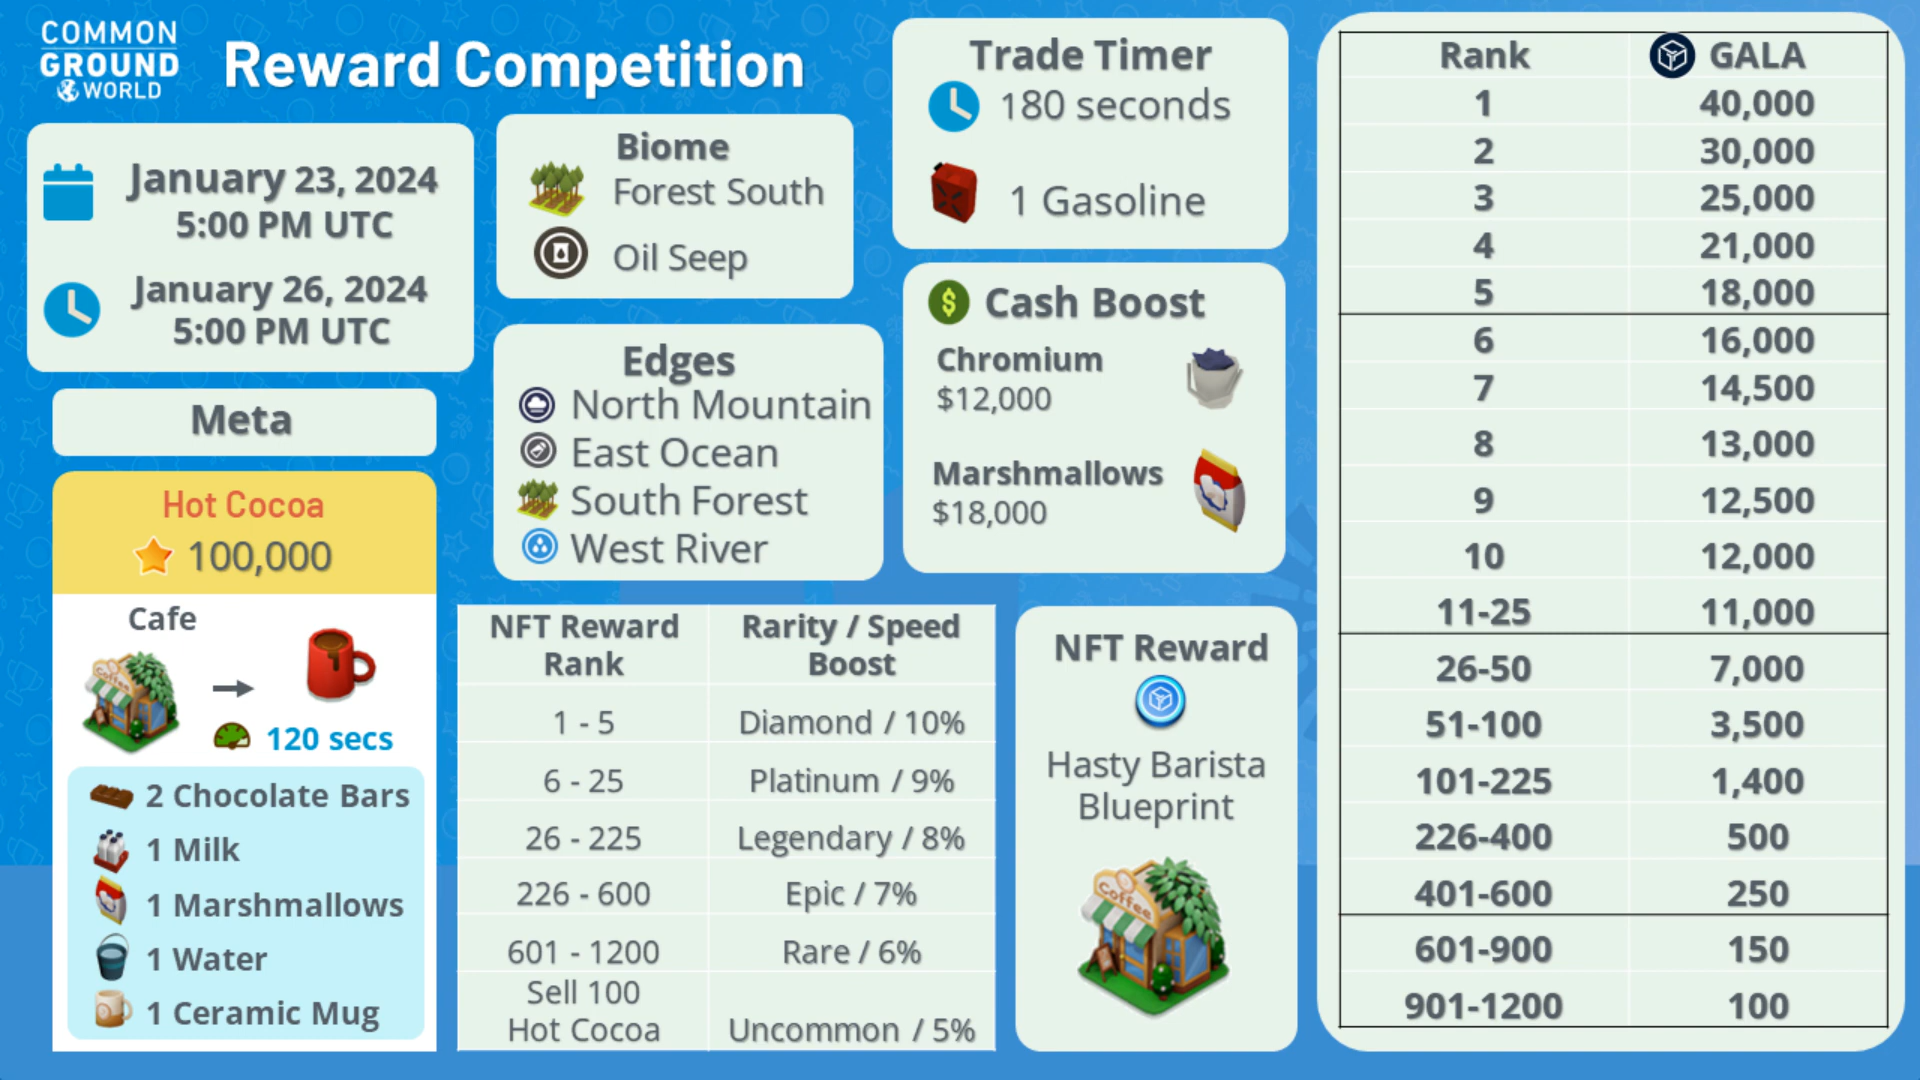 COMMON
GROUND
WORLD
Reward Competition
January 23, 2024
5:00 PM UTC
January 26, 2024
5:00 PM UTC
Meta
Hot Cocoa
100,000
Cafe
Coffee
120 secs
2 Chocolate Bars
1 Milk
1 Marshmallows
1 Water
1 Ceramic Mug
Biome
Forest South
Oil Seep
Edges
North Mountain
East Ocean
South Forest
West River
Trade Timer
180 seconds
1 Gasoline
$ Cash Boost
Chromium
$12,000
Marshmallows
$18,000
NFT Reward Rank Rarity / Speed Boost
1 - 5 Diamond / 10%
6 - 25 Platinum / 9%
26 - 225 Legendary / 8%
226 - 600 Epic / 7%
601 - 1200 Rare / 6%
Sell 100
Hot Cocoa Uncommon / 5%
NFT Reward
Hasty Barista
Blueprint
Coffee
Rank GALA
1 40,000
2 30,000
3 25,000
4 21,000
5 18,000
6 16,000
7 14,500
8 13,000
9 12,500
10 12,000
11-25 11,000
26-50 7,000
51-100 3,500
101-225 1,400
226-400 500
401-600 250
601-900 150
901-1200 100